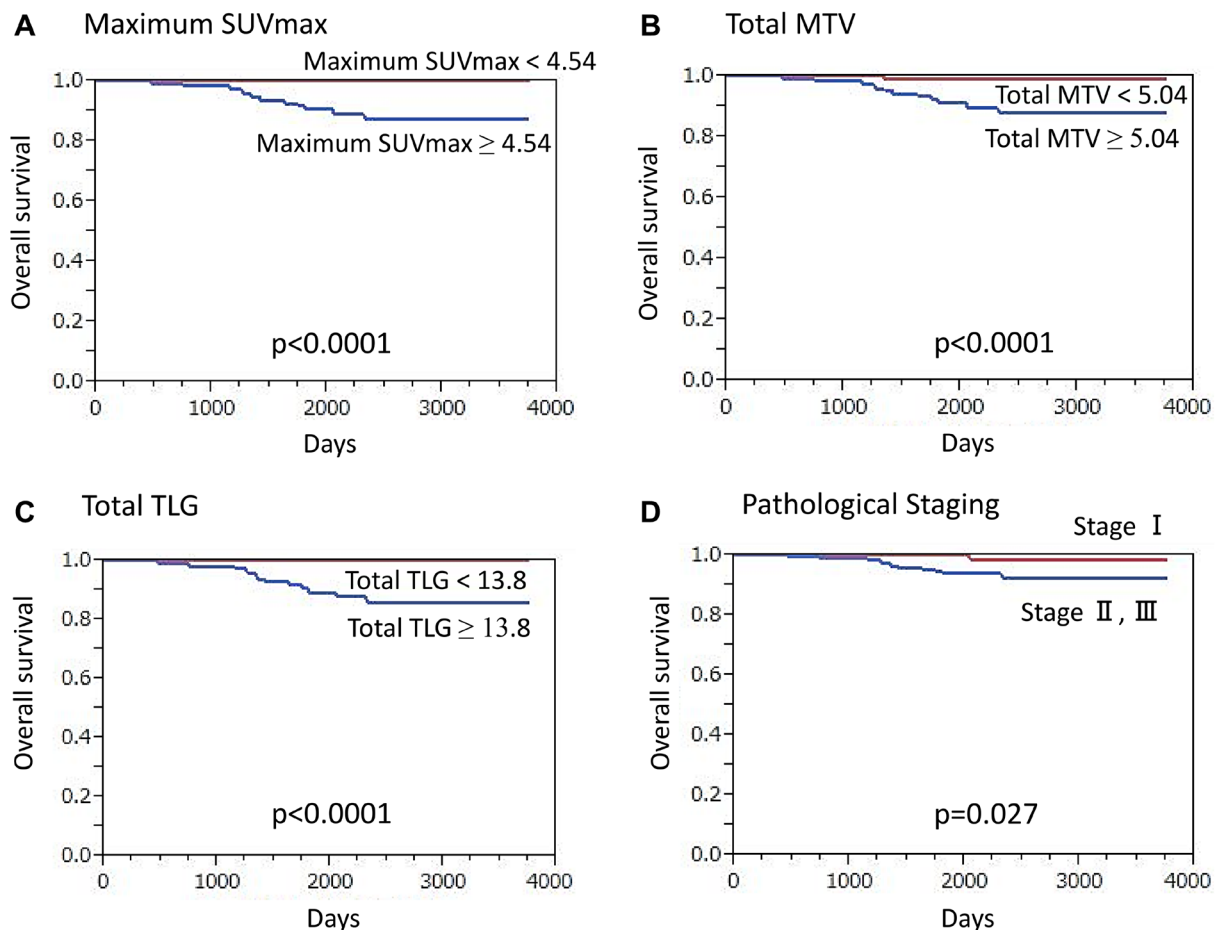 A Maximum SUVmax
Maximum SUVmax < 4.54
1.0
0.8
0.6
0.4
0.2
0.0
Overall survival
Maximum SUVmax ≥ 4.54
p<0.0001
0 1000 2000 3000 4000
Days
B Total MTV
1.0
0.8
0.6
0.4
0.2
0.0
Overall survival
Total MTV < 5.04
Total MTV ≥ 5.04
p<0.0001
0 1000 2000 3000 4000
Days
C Total TLG
1.0
0.8
0.6
0.4
0.2
0.0
Overall survival
Total TLG < 13.8
Total TLG ≥ 13.8
p<0.0001
0 1000 2000 3000 4000
Days
D Pathological Staging
Stage Ⅰ
1.0
0.8
0.6
0.4
0.2
0.0
Overall survival
Stage Ⅱ , Ⅲ
p=0.027
0 1000 2000 3000 4000
Days